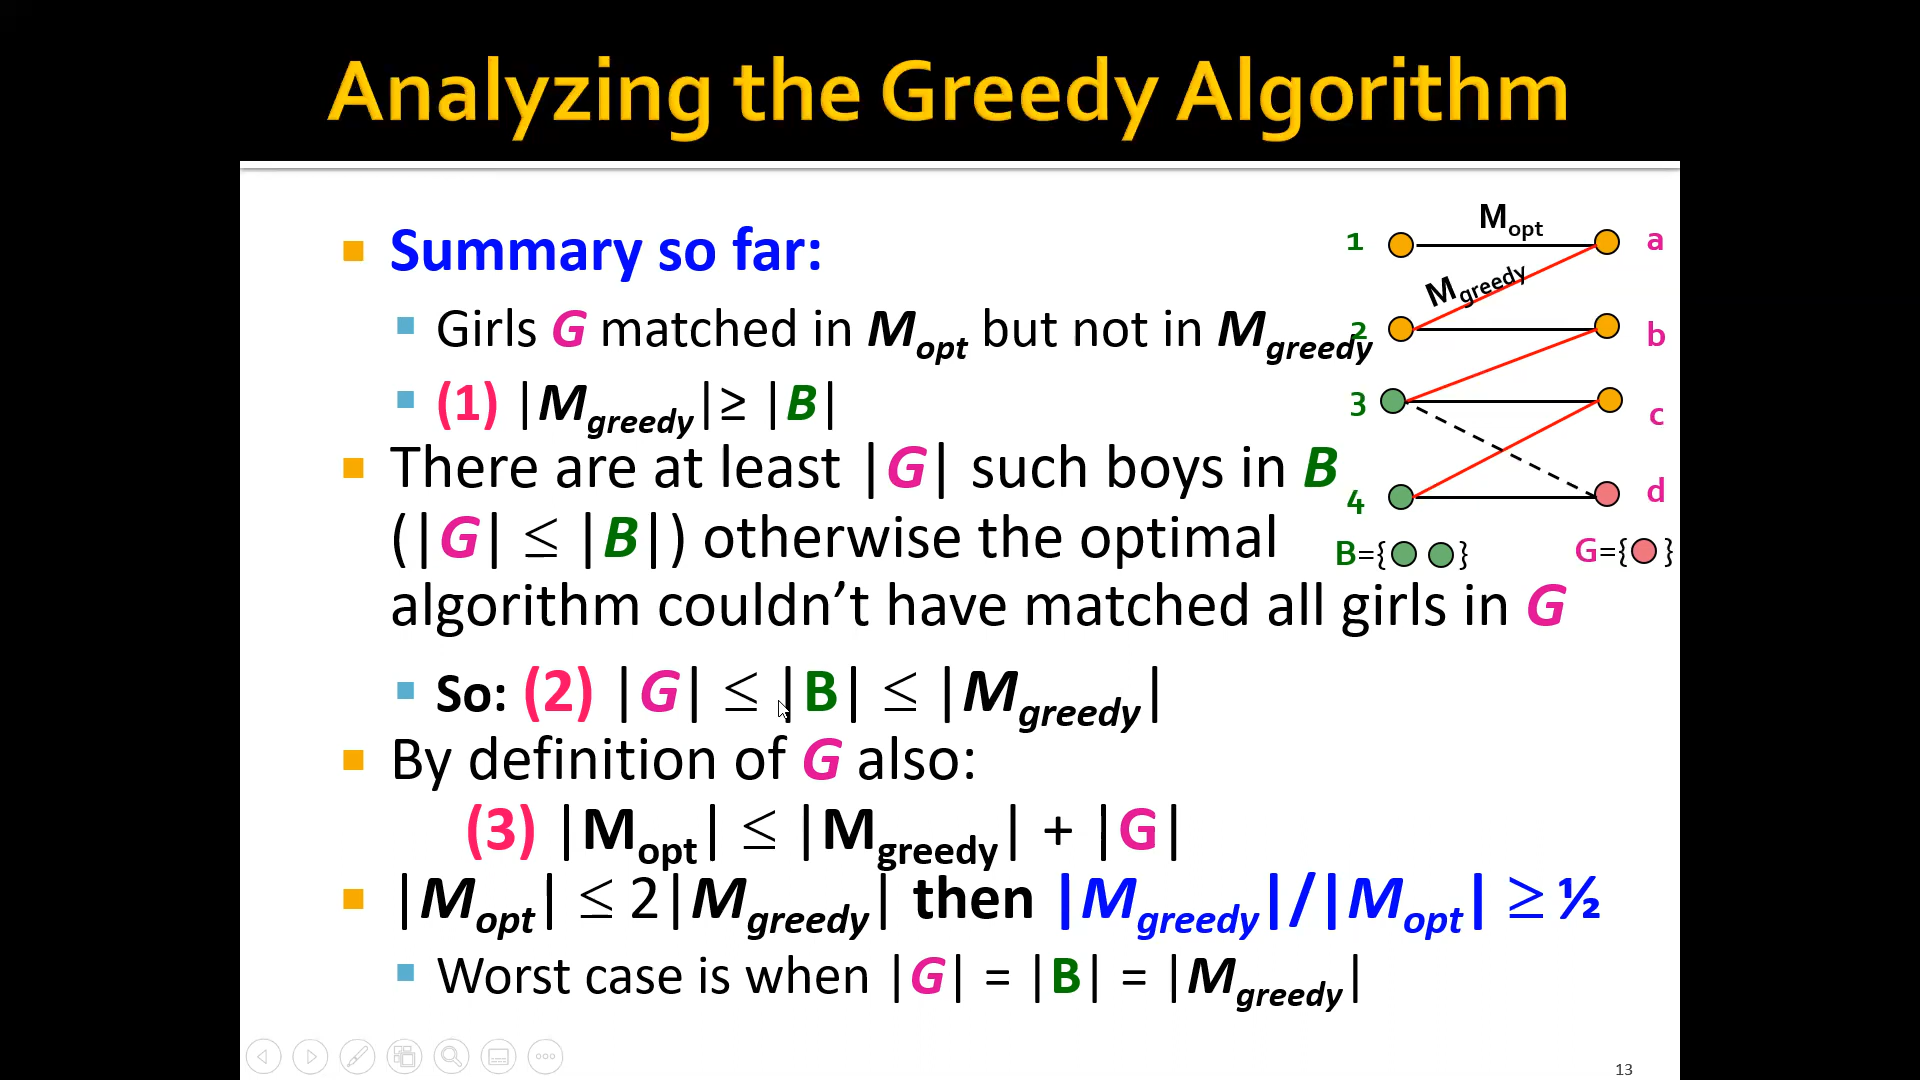 Analyzing the Greedy Algorithm
Summary so far:
Girls G matched in Mopt but not in Mgreedy
(1) |Mgreedy|≥ |B|
There are at least |G| such boys in B
(|G| ≤ |B|) otherwise the optimal
algorithm couldn’t have matched all girls in G
So: (2) |G| ≤ |B| ≤ |Mgreedy|
By definition of G also:
(3) |Mopt| ≤ |Mgreedy| + |G|
|Mopt| ≤ 2|Mgreedy| then |Mgreedy|/|Mopt| ≥ ½
Worst case is when |G| = |B| = |Mgreedy|
Mopt
1 a
Mgreedy
2 b
3 c
4 d
B={ }
G={ }
13